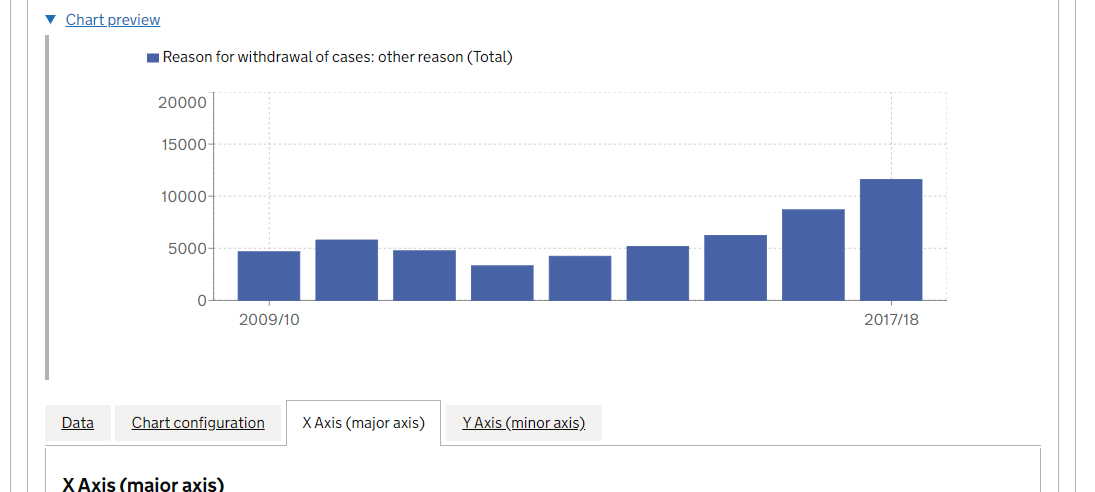 Chart preview
Reason for withdrawal of cases: other reason (Total)
20000
15000
10000
5000
0
2009/10 2017/18
Data Chart configuration X Axis (major axis) Y Axis (minor axis)
X Axis (major axis)